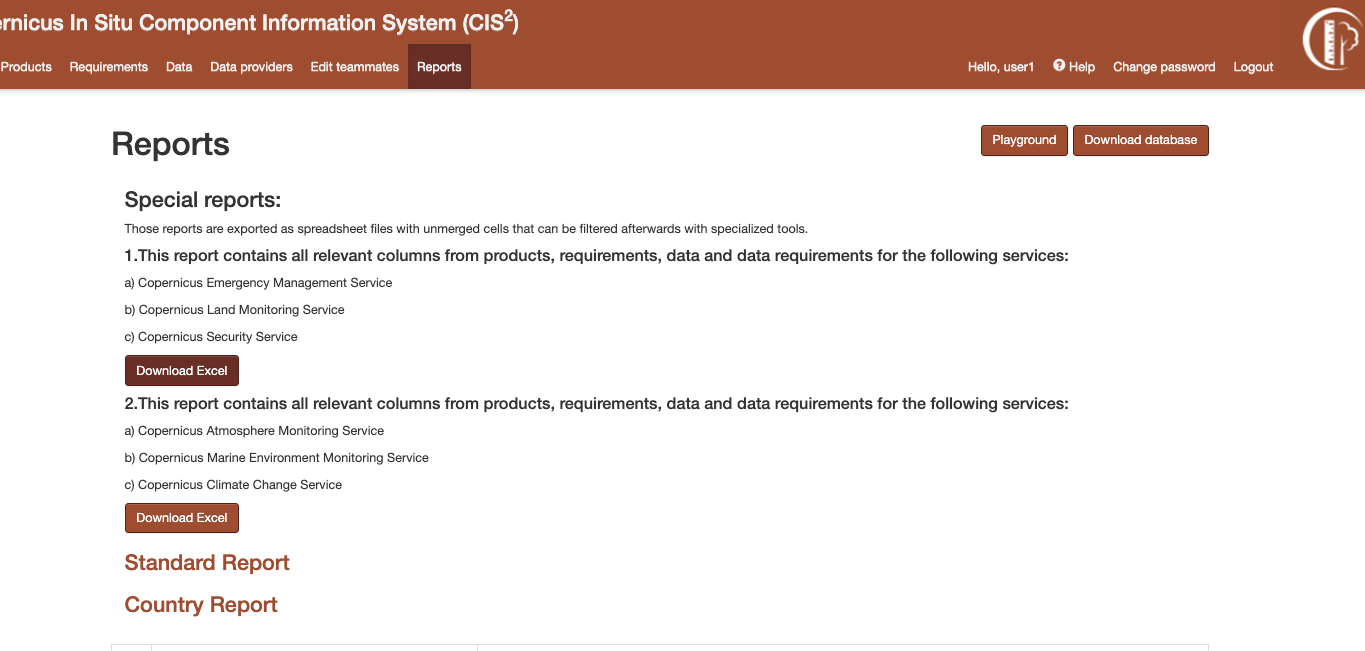 ernicus In Situ Component Information System (CIS2)
Products Requirements Data Data providers Edit teammates Reports Hello, user1 Help Change password Logout
Reports
Playground Download database
Special reports:
Those reports are exported as spreadsheet files with unmerged cells that can be filtered afterwards with specialized tools.
1.This report contains all relevant columns from products, requirements, data and data requirements for the following services:
a) Copernicus Emergency Management Service
b) Copernicus Land Monitoring Service
c) Copernicus Security Service
Download Excel
2.This report contains all relevant columns from products, requirements, data and data requirements for the following services:
a) Copernicus Atmosphere Monitoring Service
b) Copernicus Marine Environment Monitoring Service
c) Copernicus Climate Change Service
Download Excel
Standard Report
Country Report